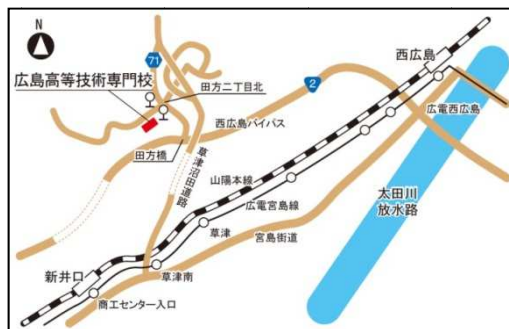 N
71
広島高等技術専門校
田方二丁目北
2
西広島
広電西広島
西広島バイパス
田方橋
草津沼田道路
山陽本線
広電宮島線
太田川
放水路
草津
宮島街道
新井口
草津南
商工センター入口